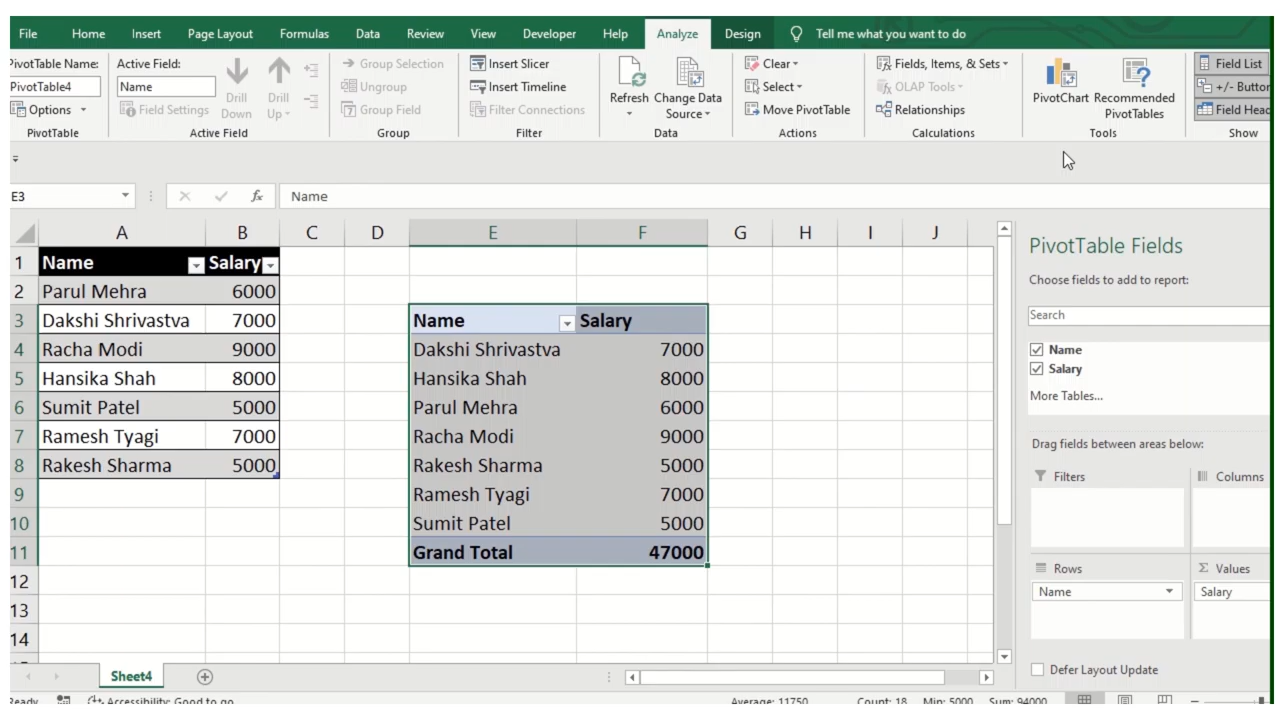 File Home Insert Page Layout Formulas Data Review View Developer Help Analyze Design Tell me what you want to do
PivotTable Name: Active Field: Group Selection Insert Slicer Clear Fields, Items, & Sets Field List
PivotTable4 Name Drill Down Drill Up Ungroup Insert Timeline Refresh Change Data Source Select OLAP Tools PivotChart Recommended PivotTables +/- Button
Options Field Settings Group Field Filter Connections Move PivotTable Relationships Field Head
PivotTable Active Field Group Filter Data Actions Calculations Tools Show
E3 fx Name
A B C D E F G H I J
PivotTable Fields
Choose fields to add to report:
Search
Name
Salary
More Tables...
Drag fields between areas below:
Filters Columns
Rows Σ Values
Name Salary
Defer Layout Update
1 Name Salary
2 Parul Mehra 6000
3 Dakshi Shrivastva 7000 Name Salary
4 Racha Modi 9000 Dakshi Shrivastva 7000
5 Hansika Shah 8000 Hansika Shah 8000
6 Sumit Patel 5000 Parul Mehra 6000
7 Ramesh Tyagi 7000 Racha Modi 9000
8 Rakesh Sharma 5000 Rakesh Sharma 5000
9 Ramesh Tyagi 7000
10 Sumit Patel 5000
11 Grand Total 47000
12
13
14
Sheet4
Ready Accessibility: Good to go Average: 11750 Count: 18 Min: 5000 Sum: 94000